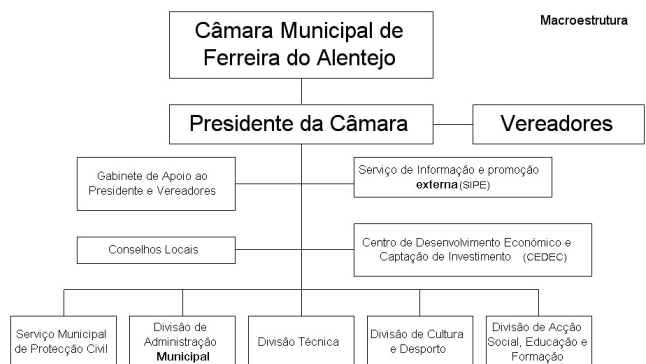 Macroestrutura
Câmara Municipal de
Ferreira do Alentejo
Presidente da Câmara
Vereadores
Gabinete de Apoio ao
Presidente e Vereadores
Serviço de Informação e promoção
externa (SIPE)
Conselhos Locais
Centro de Desenvolvimento Económico e
Captação de Investimento (CEDEC)
Serviço Municipal
de Protecção Civil
Divisão de
Administração
Municipal
Divisão Técnica
Divisão de Cultura
e Desporto
Divisão de Acção
Social, Educação e
Formação